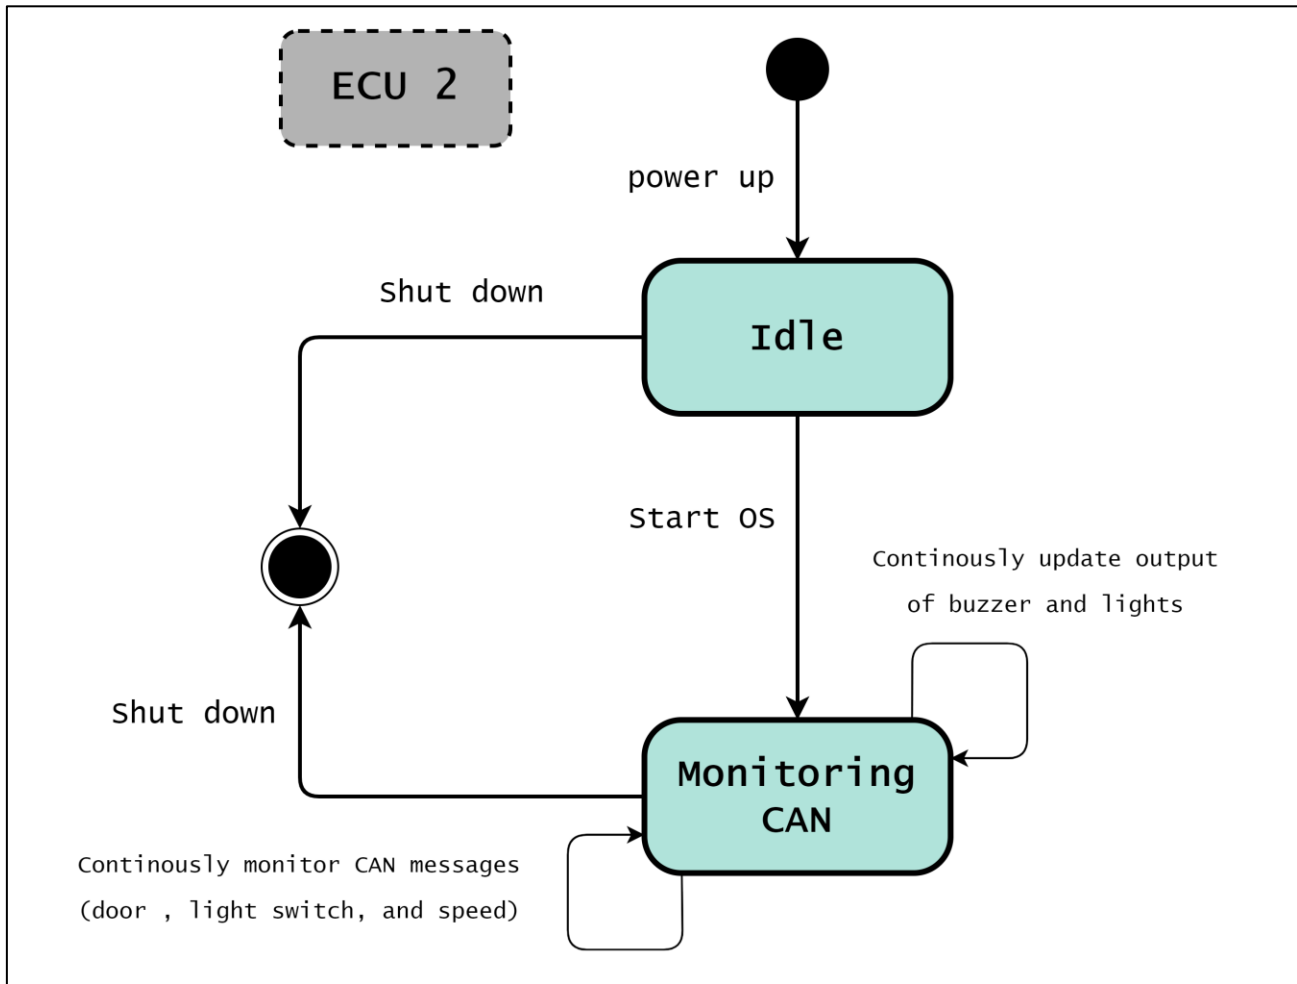 ECU 2
power up
Shut down
Idle
Start OS
Continously update output
of buzzer and lights
Shut down
Monitoring
CAN
Continously monitor CAN messages
(door , light switch, and speed)